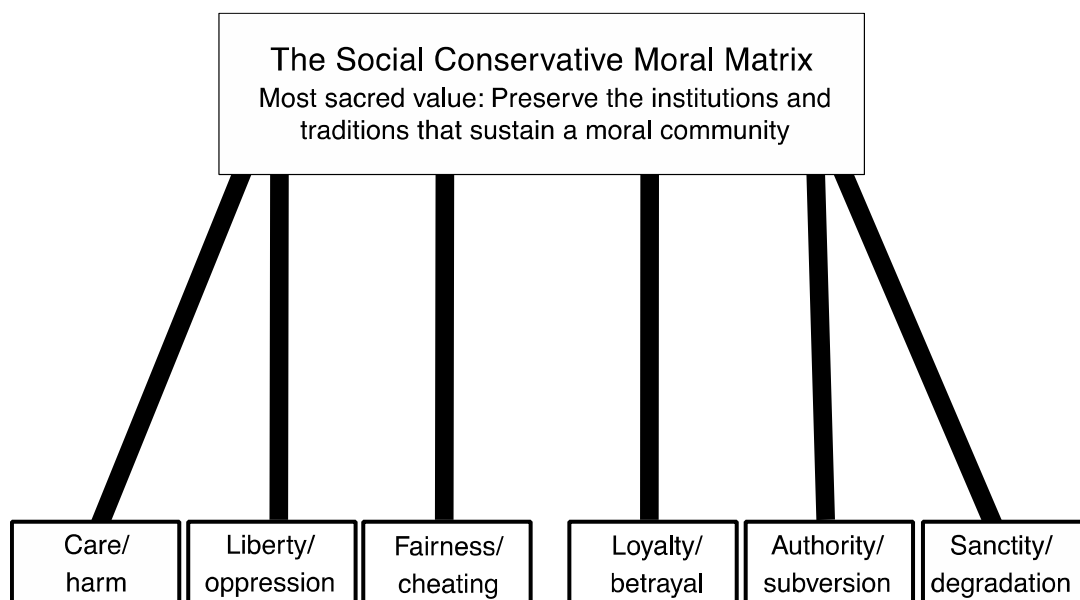 The Social Conservative Moral Matrix
Most sacred value: Preserve the institutions and
traditions that sustain a moral community
Care/
harm
Liberty/
oppression
Fairness/
cheating
Loyalty/
betrayal
Authority/
subversion
Sanctity/
degradation